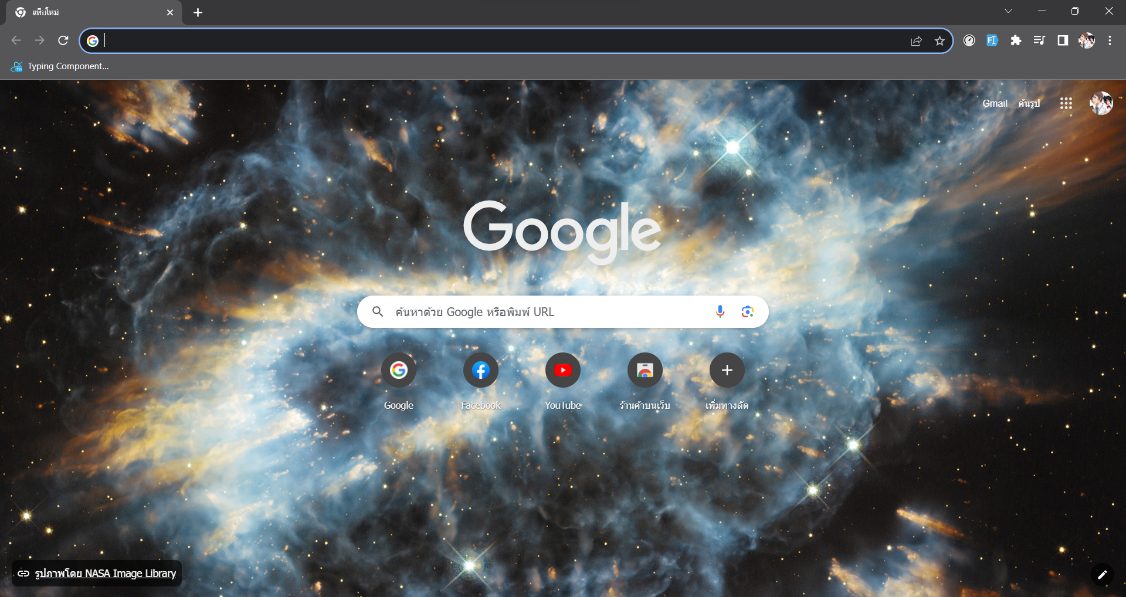 แท็บใหม่
Typing Component...
Gmail ค้นรูป
Google
ค้นหาด้วย Google หรือพิมพ์ URL
Google Facebook YouTube ร้านค้าบนเว็บ เพิ่มทางลัด
รูปภาพโดย NASA Image Library